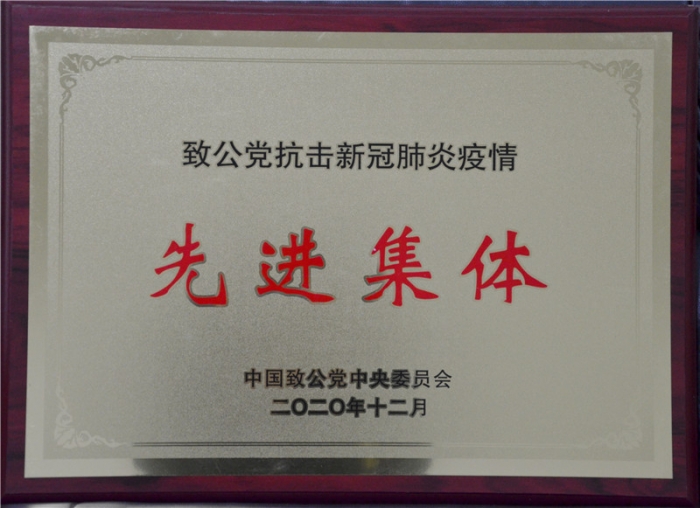 致公党抗击新冠肺炎疫情
先进集体
中国致公党中央委员会
二〇二〇年十二月